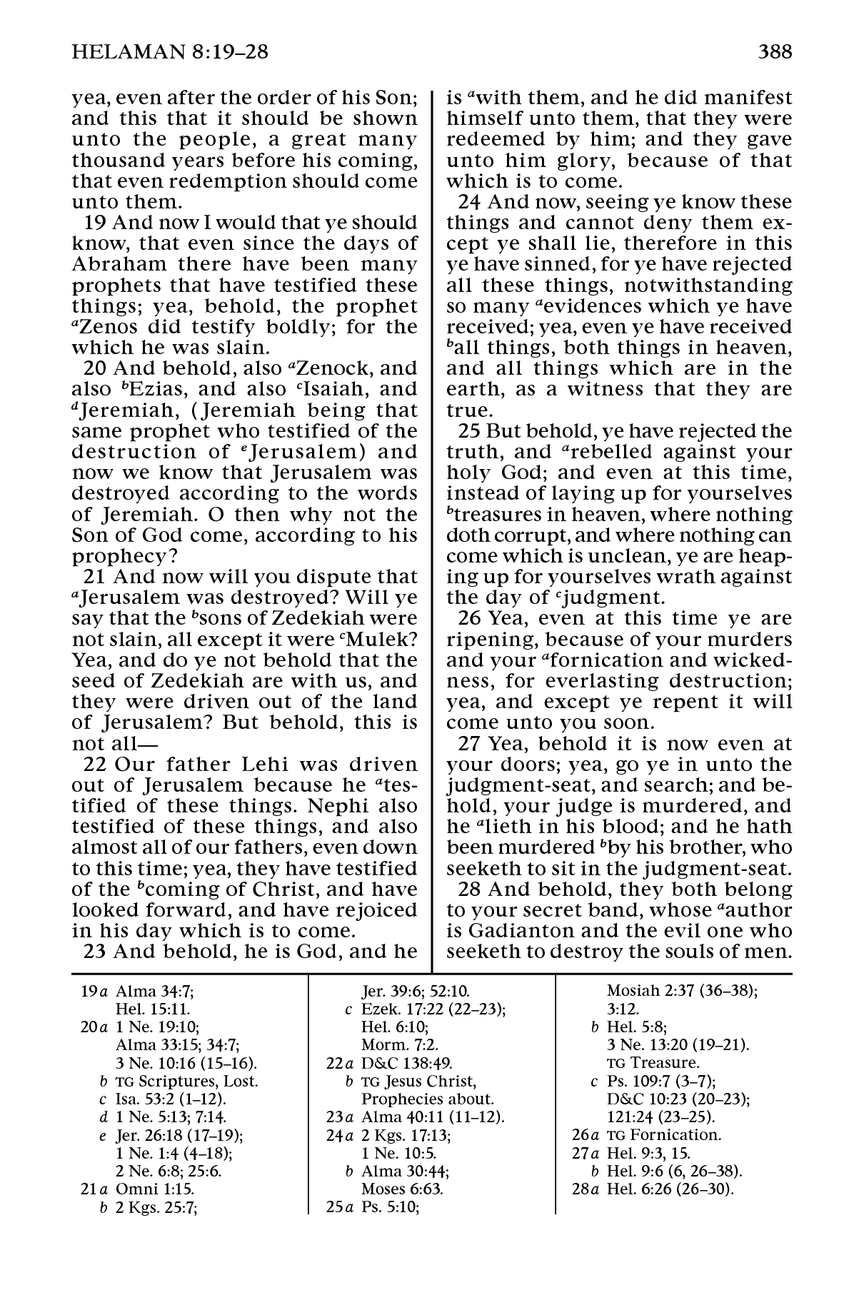 HELAMAN 8:19–28 388
yea, even after the order of his Son;
and this that it should be shown
unto the people, a great many
thousand years before his coming,
that even redemption should come
unto them.
19 And now I would that ye should
know, that even since the days of
Abraham there have been many
prophets that have testified these
things; yea, behold, the prophet
aZenos did testify boldly; for the
which he was slain.
20 And behold, also aZenock, and
also bEzias, and also cIsaiah, and
dJeremiah, (Jeremiah being that
same prophet who testified of the
destruction of eJerusalem) and
now we know that Jerusalem was
destroyed according to the words
of Jeremiah. O then why not the
Son of God come, according to his
prophecy?
21 And now will you dispute that
aJerusalem was destroyed? Will ye
say that the bsons of Zedekiah were
not slain, all except it were cMulek?
Yea, and do ye not behold that the
seed of Zedekiah are with us, and
they were driven out of the land
of Jerusalem? But behold, this is
not all—
22 Our father Lehi was driven
out of Jerusalem because he ates-
tified of these things. Nephi also
testified of these things, and also
almost all of our fathers, even down
to this time; yea, they have testified
of the bcoming of Christ, and have
looked forward, and have rejoiced
in his day which is to come.
23 And behold, he is God, and he
is awith them, and he did manifest
himself unto them, that they were
redeemed by him; and they gave
unto him glory, because of that
which is to come.
24 And now, seeing ye know these
things and cannot deny them ex-
cept ye shall lie, therefore in this
ye have sinned, for ye have rejected
all these things, notwithstanding
so many aevidences which ye have
received; yea, even ye have received
ball things, both things in heaven,
and all things which are in the
earth, as a witness that they are
true.
25 But behold, ye have rejected the
truth, and arebelled against your
holy God; and even at this time,
instead of laying up for yourselves
btreasures in heaven, where nothing
doth corrupt, and where nothing can
come which is unclean, ye are heap-
ing up for yourselves wrath against
the day of cjudgment.
26 Yea, even at this time ye are
ripening, because of your murders
and your afornication and wicked-
ness, for everlasting destruction;
yea, and except ye repent it will
come unto you soon.
27 Yea, behold it is now even at
your doors; yea, go ye in unto the
judgment-seat, and search; and be-
hold, your judge is murdered, and
he alieth in his blood; and he hath
been murdered bby his brother, who
seeketh to sit in the judgment-seat.
28 And behold, they both belong
to your secret band, whose aauthor
is Gadianton and the evil one who
seeketh to destroy the souls of men.
19a Alma 34:7;
Hel. 15:11.
20a 1 Ne. 19:10;
Alma 33:15; 34:7;
3 Ne. 10:16 (15–16).
b TG Scriptures, Lost.
c Isa. 53:2 (1–12).
d 1 Ne. 5:13; 7:14.
e Jer. 26:18 (17–19);
1 Ne. 1:4 (4–18);
2 Ne. 6:8; 25:6.
21a Omni 1:15.
b 2 Kgs. 25:7;
Jer. 39:6; 52:10.
c Ezek. 17:22 (22–23);
Hel. 6:10;
Morm. 7:2.
22a D&C 138:49.
b TG Jesus Christ,
Prophecies about.
23a Alma 40:11 (11–12).
24a 2 Kgs. 17:13;
1 Ne. 10:5.
b Alma 30:44;
Moses 6:63.
25a Ps. 5:10;
Mosiah 2:37 (36–38);
3:12.
b Hel. 5:8;
3 Ne. 13:20 (19–21).
TG Treasure.
c Ps. 109:7 (3–7);
D&C 10:23 (20–23);
121:24 (23–25).
26a TG Fornication.
27a Hel. 9:3, 15.
b Hel. 9:6 (6, 26–38).
28a Hel. 6:26 (26–30).